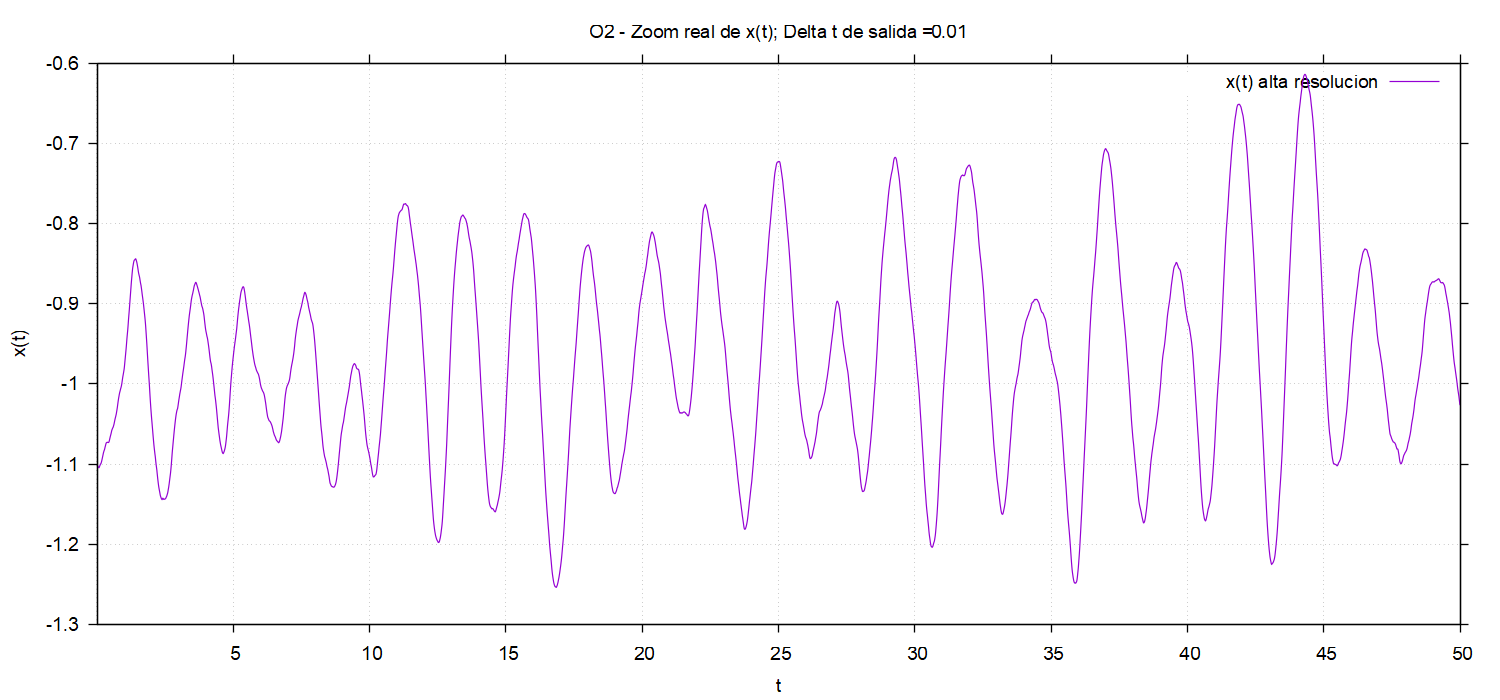 O2 - Zoom real de x(t); Delta t de salida =0.01
x(t) alta resolucion
-0.6
-0.7
-0.8
-0.9
-1
-1.1
-1.2
-1.3
x(t)
5 10 15 20 25 30 35 40 45 50
t